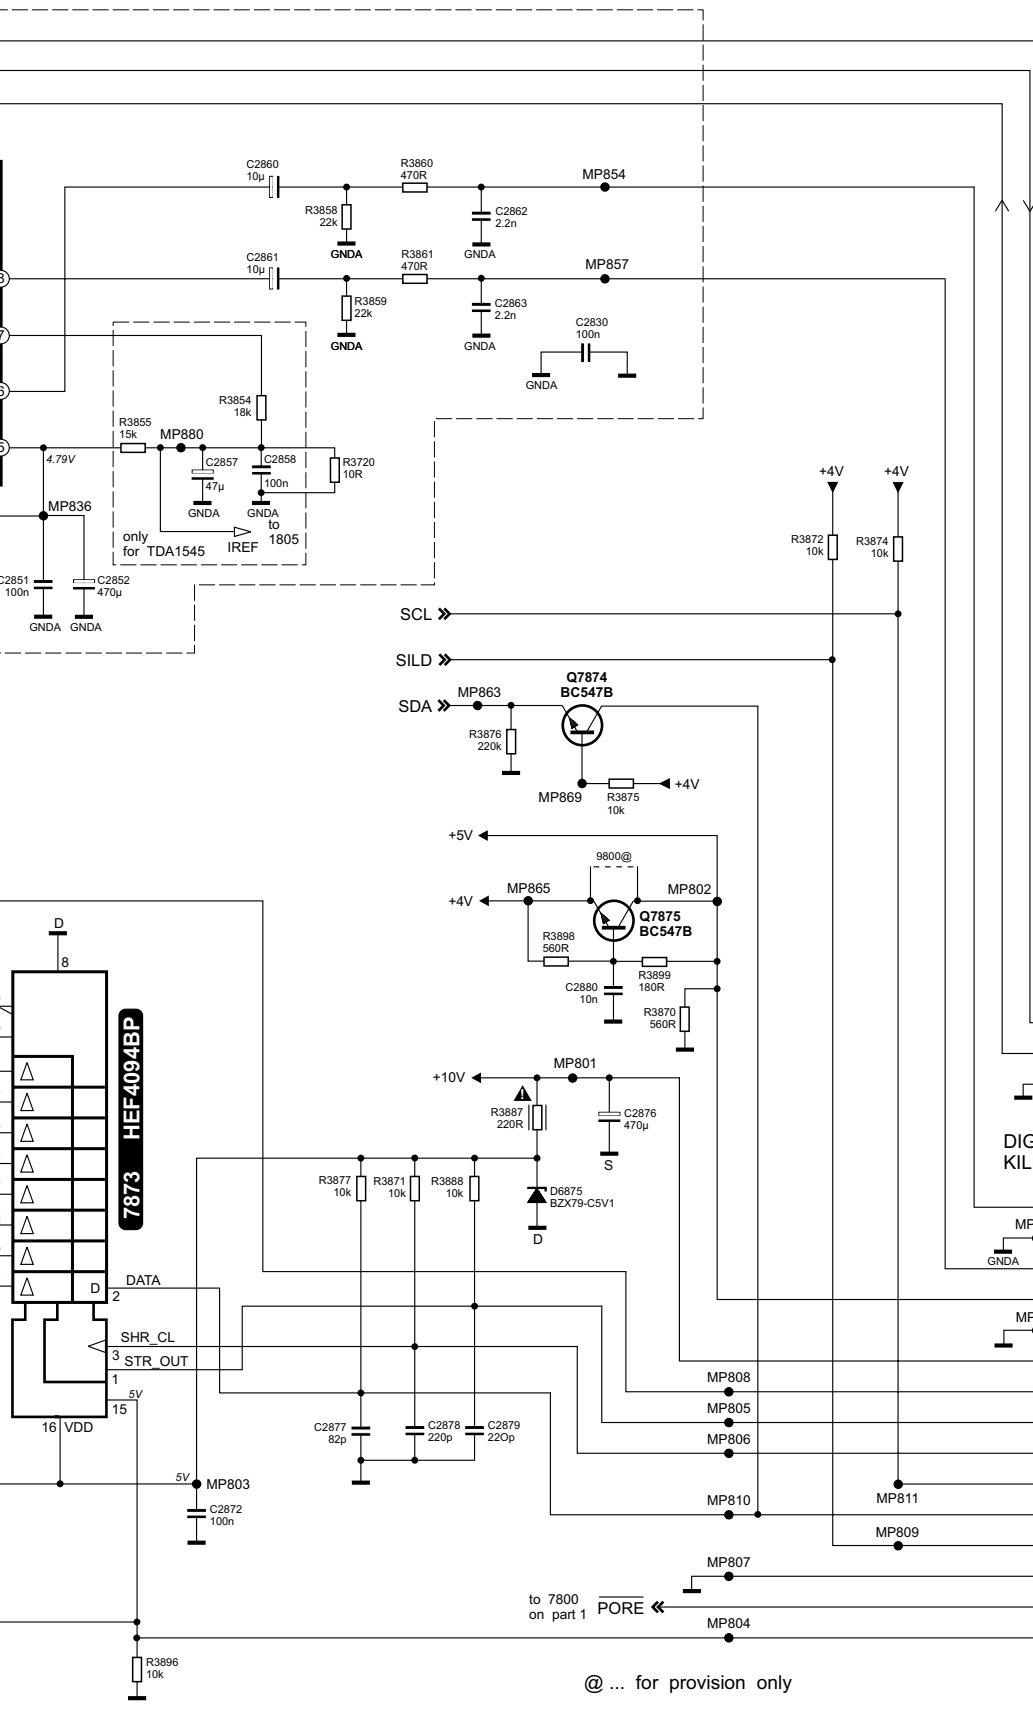 C2860
10µ
R3860
470R
MP854
R3858
22k
C2862
2.2n
GNDA
GNDA
C2861
10µ
R3861
470R
MP857
R3859
22k
C2863
2.2n
GNDA
GNDA
C2830
100n
GNDA
7
6
R3854
18k
R3855
15k
MP880
4.79V
C2857
47µ
C2858
100n
R3720
10R
GNDA
GNDA
MP836
only
for TDA1545
IREF
to
1805
C2851
100n
C2852
470µ
GNDA
GNDA
+4V
+4V
R3872
10k
R3874
10k
SCL
SILD
SDA
MP863
Q7874
BC547B
R3876
220k
MP869
R3875
10k
+4V
+5V
9800@
+4V
MP865
MP802
Q7875
BC547B
R3898
560R
R3899
180R
C2880
10n
R3870
560R
D
8
7873 HEF4094BP
+10V
MP801
R3887
220R
C2876
470µ
S
R3877
10k
R3871
10k
R3888
10k
D6875
BZX79-C5V1
D
DIG
KIL
MP
GNDA
MP
D
DATA
2
SHR_CL
3
STR_OUT
1
5V
15
16
VDD
C2877
82p
C2878
220p
C2879
22Op
MP808
MP805
MP806
5V
MP803
C2872
100n
MP811
MP810
MP809
MP807
to 7800
on part 1
PORE
MP804
R3896
10k
@ ... for provision only